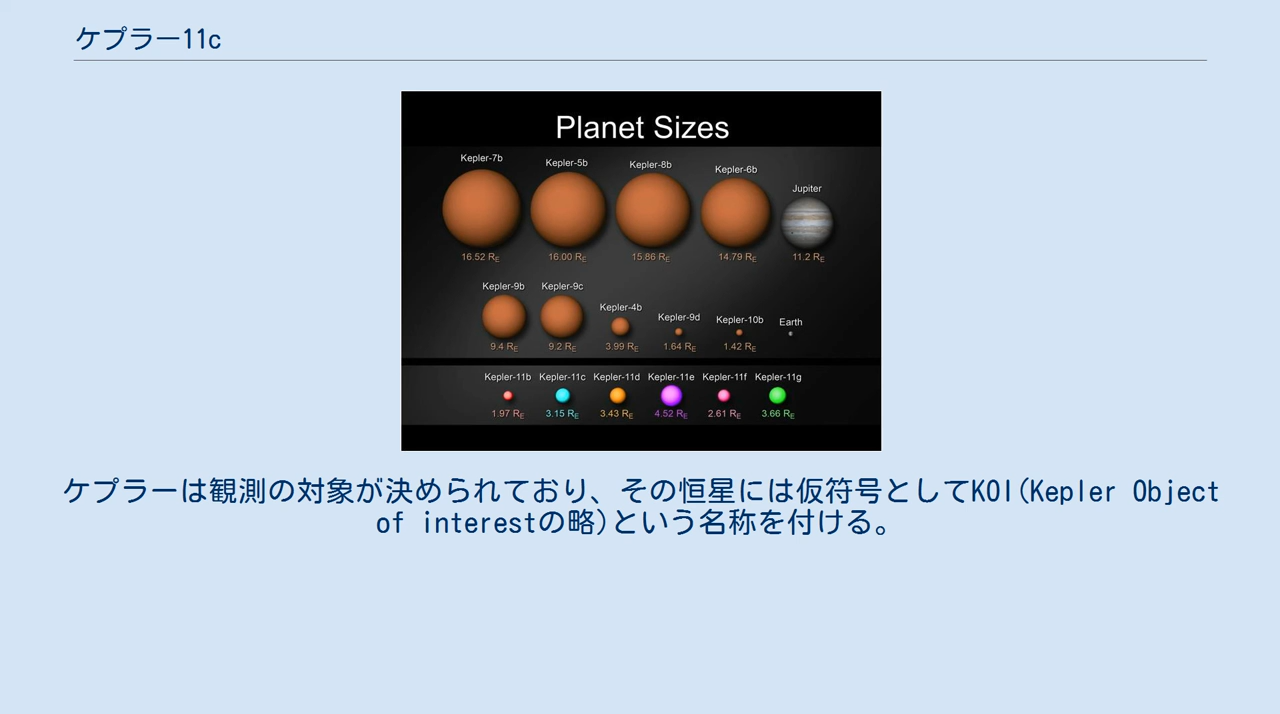 ケプラー11c
Planet Sizes
Kepler-7b Kepler-5b Kepler-8b Kepler-6b Jupiter
16.52 RE 16.00 RE 15.86 RE 14.79 RE 11.2 RE
Kepler-9b Kepler-9c Kepler-4b Kepler-9d Kepler-10b Earth
9.4 RE 9.2 RE 3.99 RE 1.64 RE 1.42 RE
Kepler-11b Kepler-11c Kepler-11d Kepler-11e Kepler-11f Kepler-11g
1.97 RE 3.15 RE 3.43 RE 4.52 RE 2.61 RE 3.66 RE
ケプラーは観測の対象が決められており、その恒星には仮符号としてKOI(Kepler Object
of interestの略)という名称を付ける。